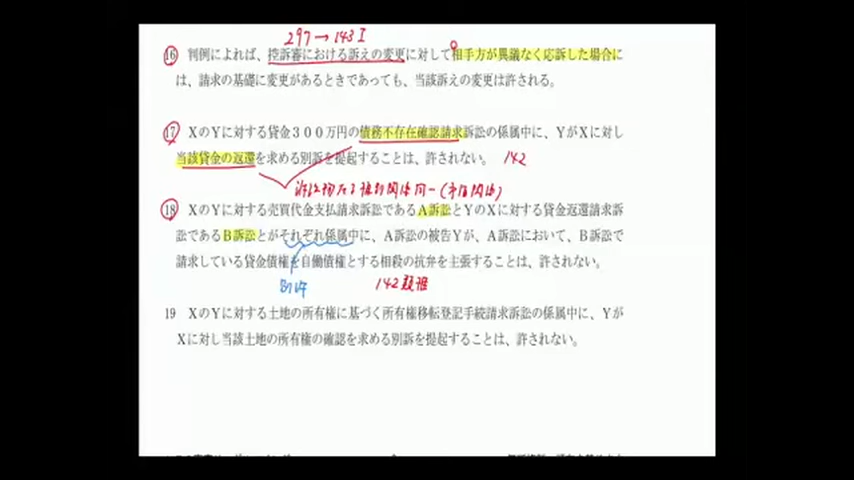 297→143Ⅰ
16 判例によれば、控訴審における訴えの変更に対して相手方が異議なく応訴した場合に
は、請求の基礎に変更があるときであっても、当該訴えの変更は許される。
17 XのYに対する貸金300万円の債務不存在確認請求訴訟の係属中に、YがXに対し
当該貸金の返還を求める別訴を提起することは、許されない。 142
訴訟物たる権利関係同一(矛盾関係)
18 XのYに対する売買代金支払請求訴訟であるA訴訟とYのXに対する貸金返還請求訴
訟であるB訴訟とがそれぞれ係属中に、A訴訟の被告Yが、A訴訟において、B訴訟で
請求している貸金債権を自働債権とする相殺の抗弁を主張することは、許されない。
別訴 142類推
19 XのYに対する土地の所有権に基づく所有権移転登記手続請求訴訟の係属中に、Yが
Xに対し当該土地の所有権の確認を求める別訴を提起することは、許されない。